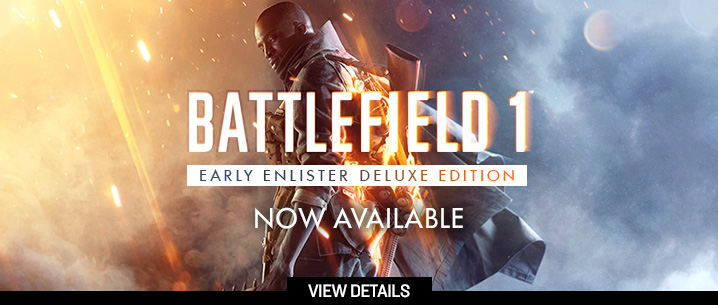 BATTLEFIELD 1
EARLY ENLISTER DELUXE EDITION
NOW AVAILABLE
VIEW DETAILS